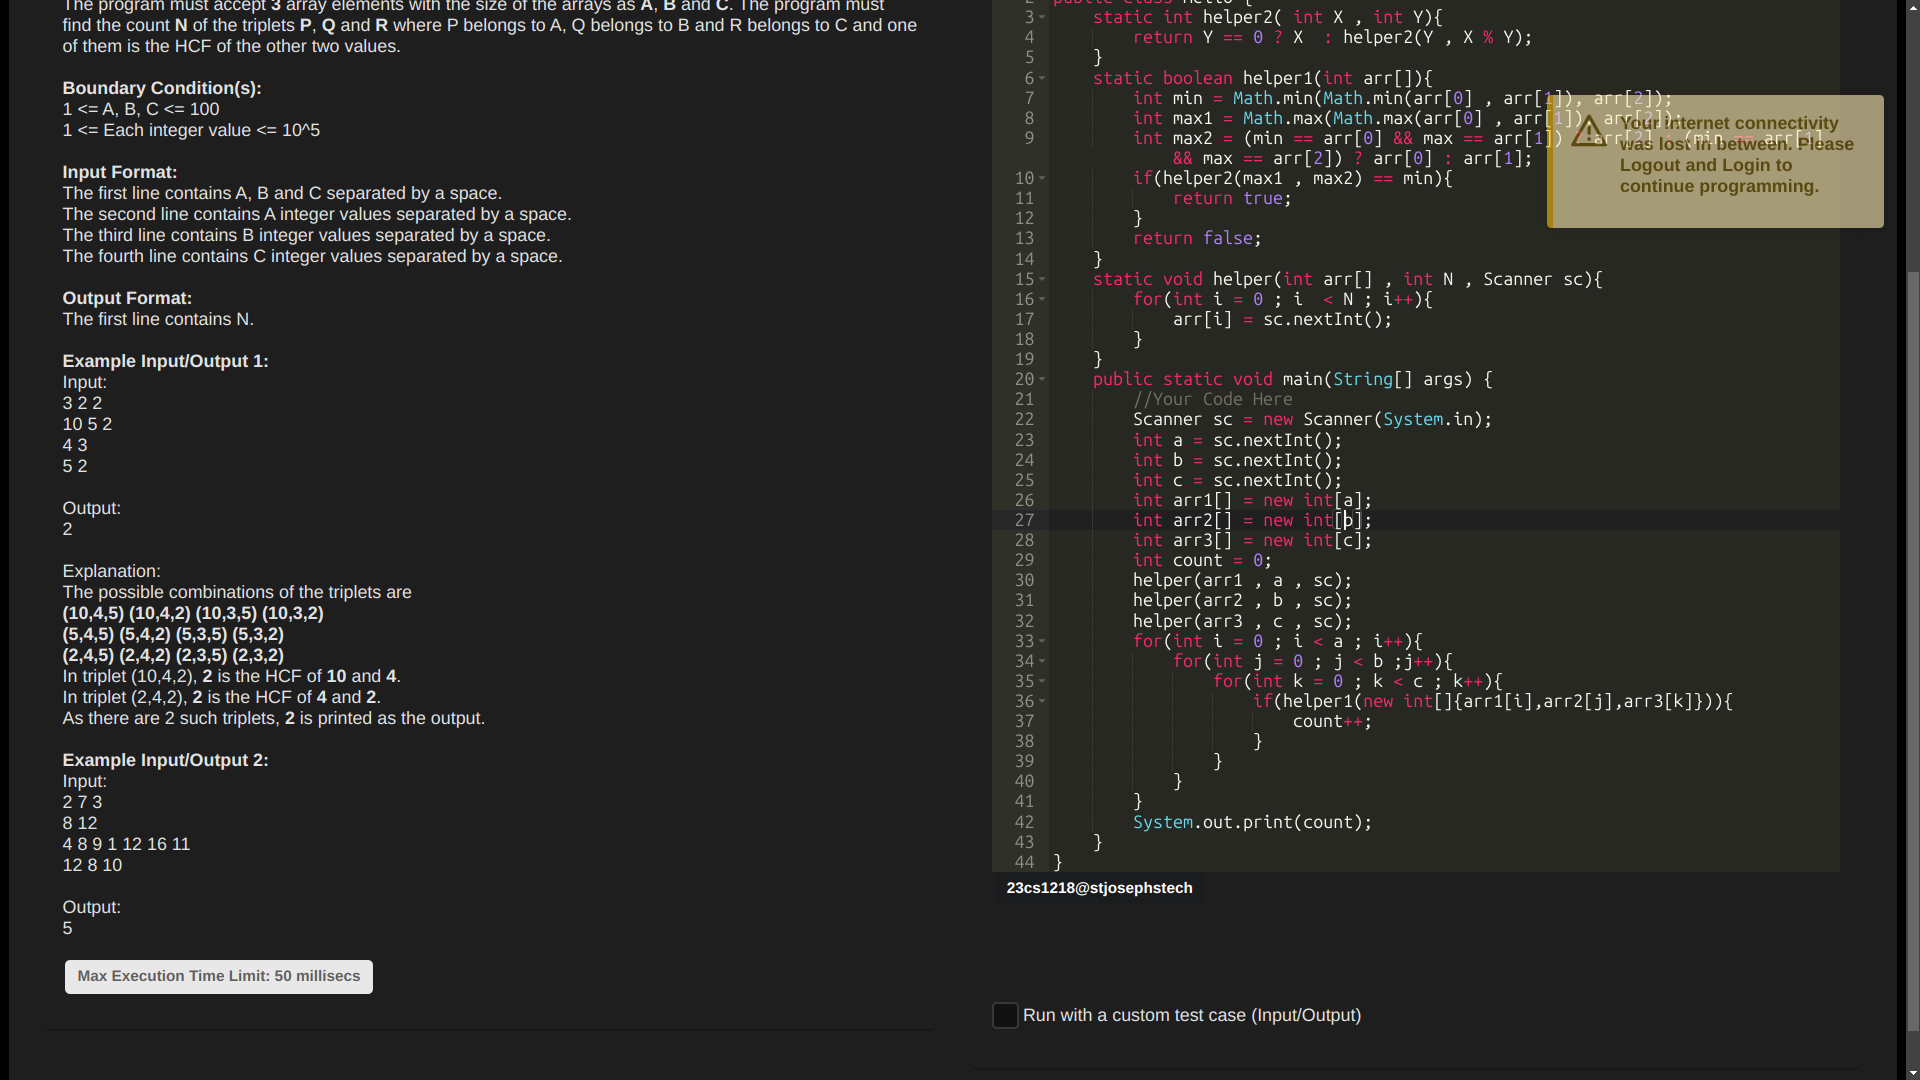 The program must accept 3 array elements with the size of the arrays as A, B and C. The program must
find the count N of the triplets P, Q and R where P belongs to A, Q belongs to B and R belongs to C and one
of them is the HCF of the other two values.
Boundary Condition(s):
1 <= A, B, C <= 100
1 <= Each integer value <= 10^5
Input Format:
The first line contains A, B and C separated by a space.
The second line contains A integer values separated by a space.
The third line contains B integer values separated by a space.
The fourth line contains C integer values separated by a space.
Output Format:
The first line contains N.
Example Input/Output 1:
Input:
3 2 2
10 5 2
4 3
5 2
Output:
2
Explanation:
The possible combinations of the triplets are
(10,4,5) (10,4,2) (10,3,5) (10,3,2)
(5,4,5) (5,4,2) (5,3,5) (5,3,2)
(2,4,5) (2,4,2) (2,3,5) (2,3,2)
In triplet (10,4,2), 2 is the HCF of 10 and 4.
In triplet (2,4,2), 2 is the HCF of 4 and 2.
As there are 2 such triplets, 2 is printed as the output.
Example Input/Output 2:
Input:
2 7 3
8 12
4 8 9 1 12 16 11
12 8 10
Output:
5
Max Execution Time Limit: 50 millisecs
2 public class Hello {
3 static int helper2( int X , int Y){
4 return Y == 0 ? X : helper2(Y , X % Y);
5 }
6 static boolean helper1(int arr[]){
7 int min = Math.min(Math.min(arr[0] , arr[1]), arr[2]);
8 int max1 = Math.max(Math.max(arr[0] , arr[1]), arr[2]);
9 int max2 = (min == arr[0] && max == arr[1]) ? arr[2] : (min == arr[1]
&& max == arr[2]) ? arr[0] : arr[1];
10 if(helper2(max1 , max2) == min){
11 return true;
12 }
13 return false;
14 }
15 static void helper(int arr[] , int N , Scanner sc){
16 for(int i = 0 ; i < N ; i++){
17 arr[i] = sc.nextInt();
18 }
19 }
20 public static void main(String[] args) {
21 //Your Code Here
22 Scanner sc = new Scanner(System.in);
23 int a = sc.nextInt();
24 int b = sc.nextInt();
25 int c = sc.nextInt();
26 int arr1[] = new int[a];
27 int arr2[] = new int[b];
28 int arr3[] = new int[c];
29 int count = 0;
30 helper(arr1 , a , sc);
31 helper(arr2 , b , sc);
32 helper(arr3 , c , sc);
33 for(int i = 0 ; i < a ; i++){
34 for(int j = 0 ; j < b ;j++){
35 for(int k = 0 ; k < c ; k++){
36 if(helper1(new int[]{arr1[i],arr2[j],arr3[k]})){
37 count++;
38 }
39 }
40 }
41 }
42 System.out.print(count);
43 }
44 }
Your internet connectivity
was lost in between. Please
Logout and Login to
continue programming.
23cs1218@stjosephstech
Run with a custom test case (Input/Output)